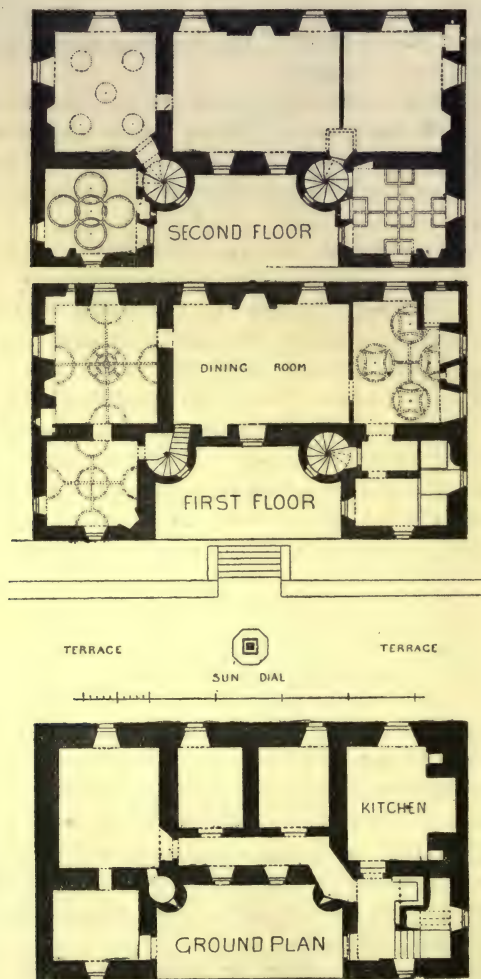 SECOND FLOOR
DINING ROOM
FIRST FLOOR
TERRACE
TERRACE
SUN DIAL
KITCHEN
GROUND PLAN